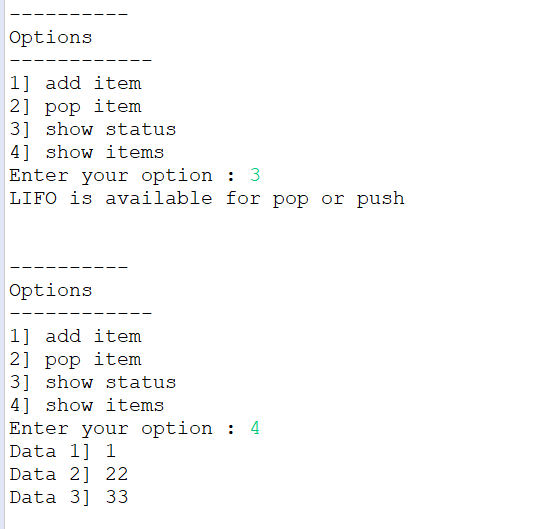 ----------
Options
------------
1] add item
2] pop item
3] show status
4] show items
Enter your option : 3
LIFO is available for pop or push
----------
Options
------------
1] add item
2] pop item
3] show status
4] show items
Enter your option : 4
Data 1] 1
Data 2] 22
Data 3] 33